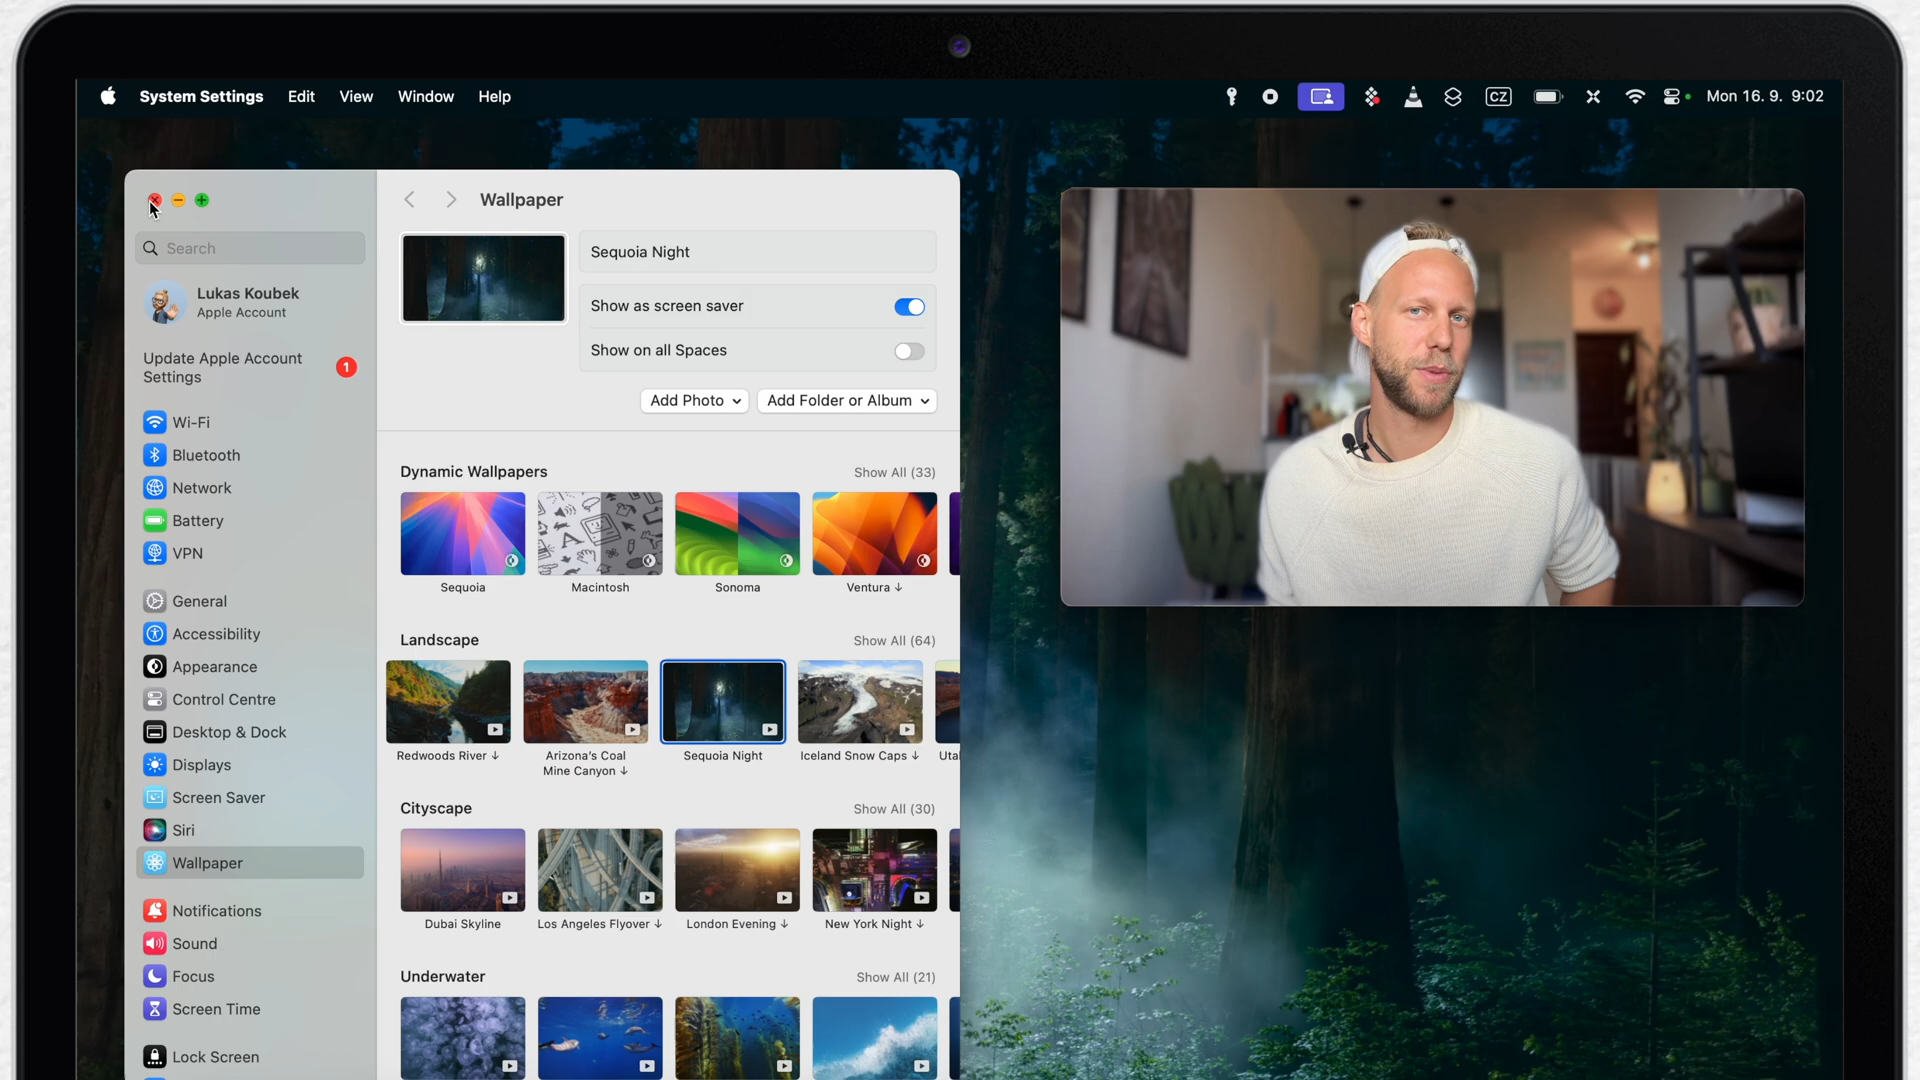 System Settings Edit View Window Help
CZ
Mon 16. 9. 9:02
Search
Lukas Koubek
Apple Account
Update Apple Account
Settings
1
Wi-Fi
Bluetooth
Network
Battery
VPN
General
Accessibility
Appearance
Control Centre
Desktop & Dock
Displays
Screen Saver
Siri
Wallpaper
Notifications
Sound
Focus
Screen Time
Lock Screen
Wallpaper
Sequoia Night
Show as screen saver
Show on all Spaces
Add Photo
Add Folder or Album
Dynamic Wallpapers
Show All (33)
Sequoia
Macintosh
Sonoma
Ventura ↓
Landscape
Show All (64)
Redwoods River ↓
Arizona's Coal
Mine Canyon ↓
Sequoia Night
Iceland Snow Caps ↓
Uta
Cityscape
Show All (30)
Dubai Skyline
Los Angeles Flyover ↓
London Evening ↓
New York Night ↓
Underwater
Show All (21)